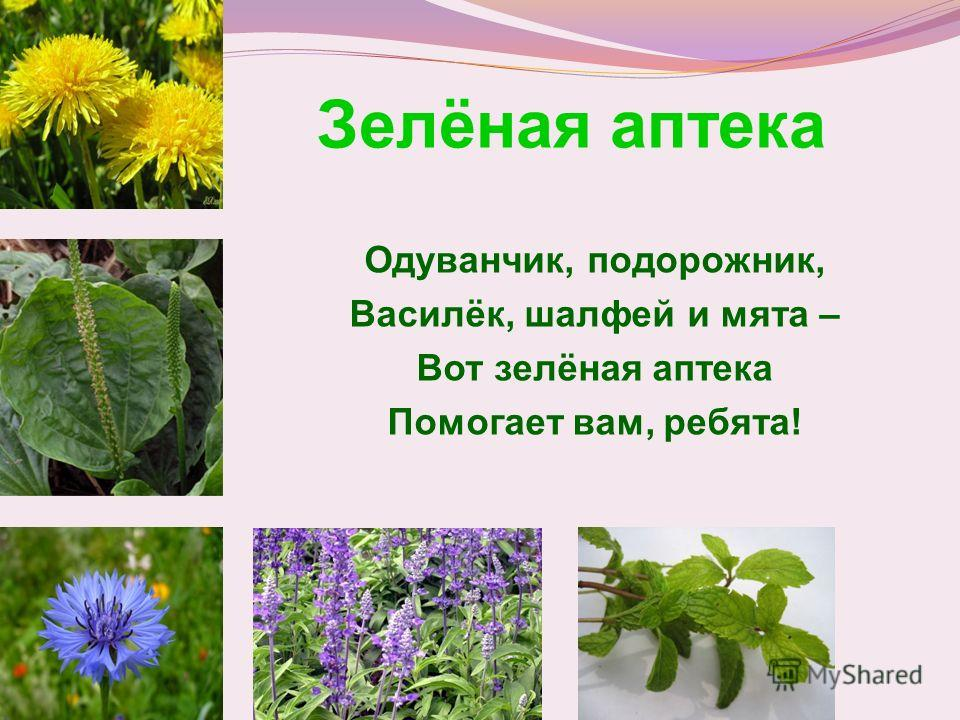 Зелёная аптека
Одуванчик, подорожник,
Василёк, шалфей и мята –
Вот зелёная аптека
Помогает вам, ребята!
MyShared